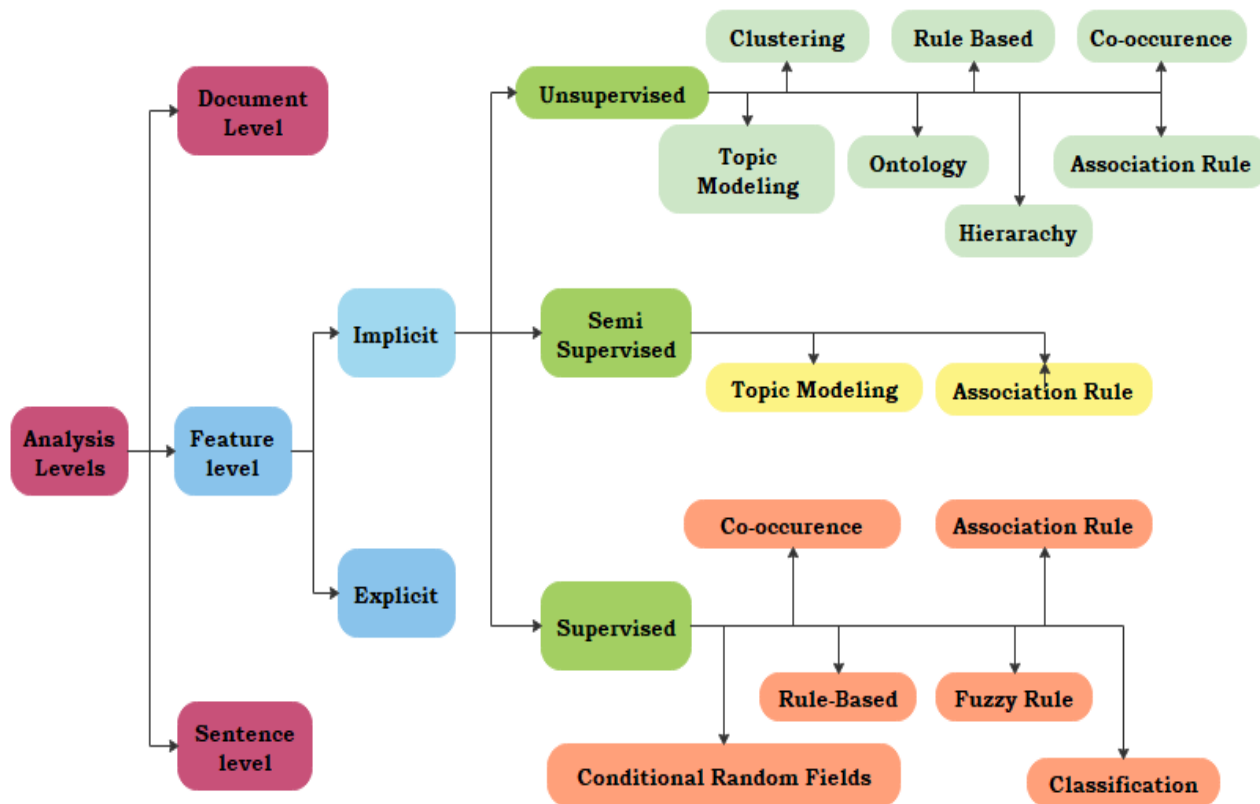 Clustering
Rule Based
Co-occurence
Document
Level
Unsupervised
Topic
Modeling
Ontology
Association Rule
Hierarachy
Implicit
Semi
Supervised
Topic Modeling
Association Rule
Analysis
Levels
Feature
level
Co-occurence
Association Rule
Explicit
Supervised
Rule-Based
Fuzzy Rule
Sentence
level
Conditional Random Fields
Classification